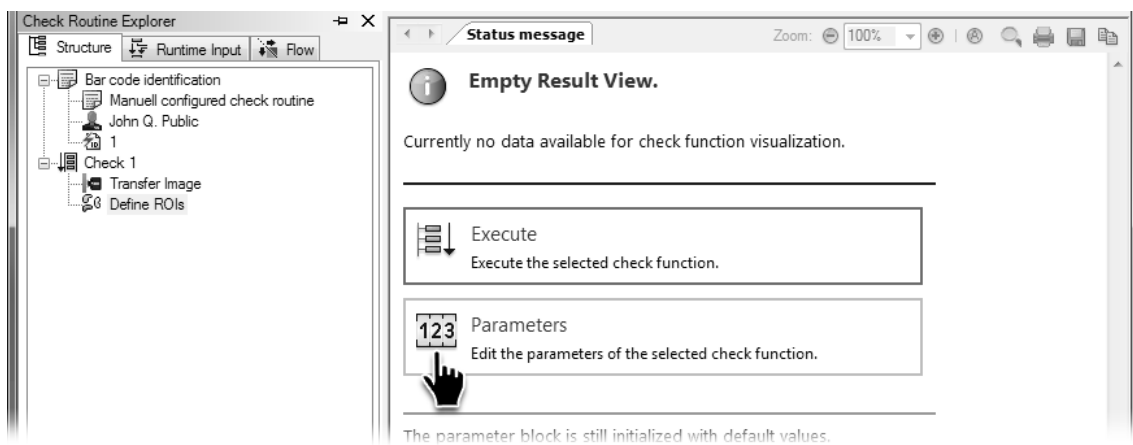 Check Routine Explorer
Structure
Runtime Input
Flow
Bar code identification
Manuell configured check routine
John Q. Public
1
Check 1
Transfer Image
Define ROIs
Status message
Zoom:
100%
Empty Result View.
Currently no data available for check function visualization.
Execute
Execute the selected check function.
123
Parameters
Edit the parameters of the selected check function.
The parameter block is still initialized with default values.